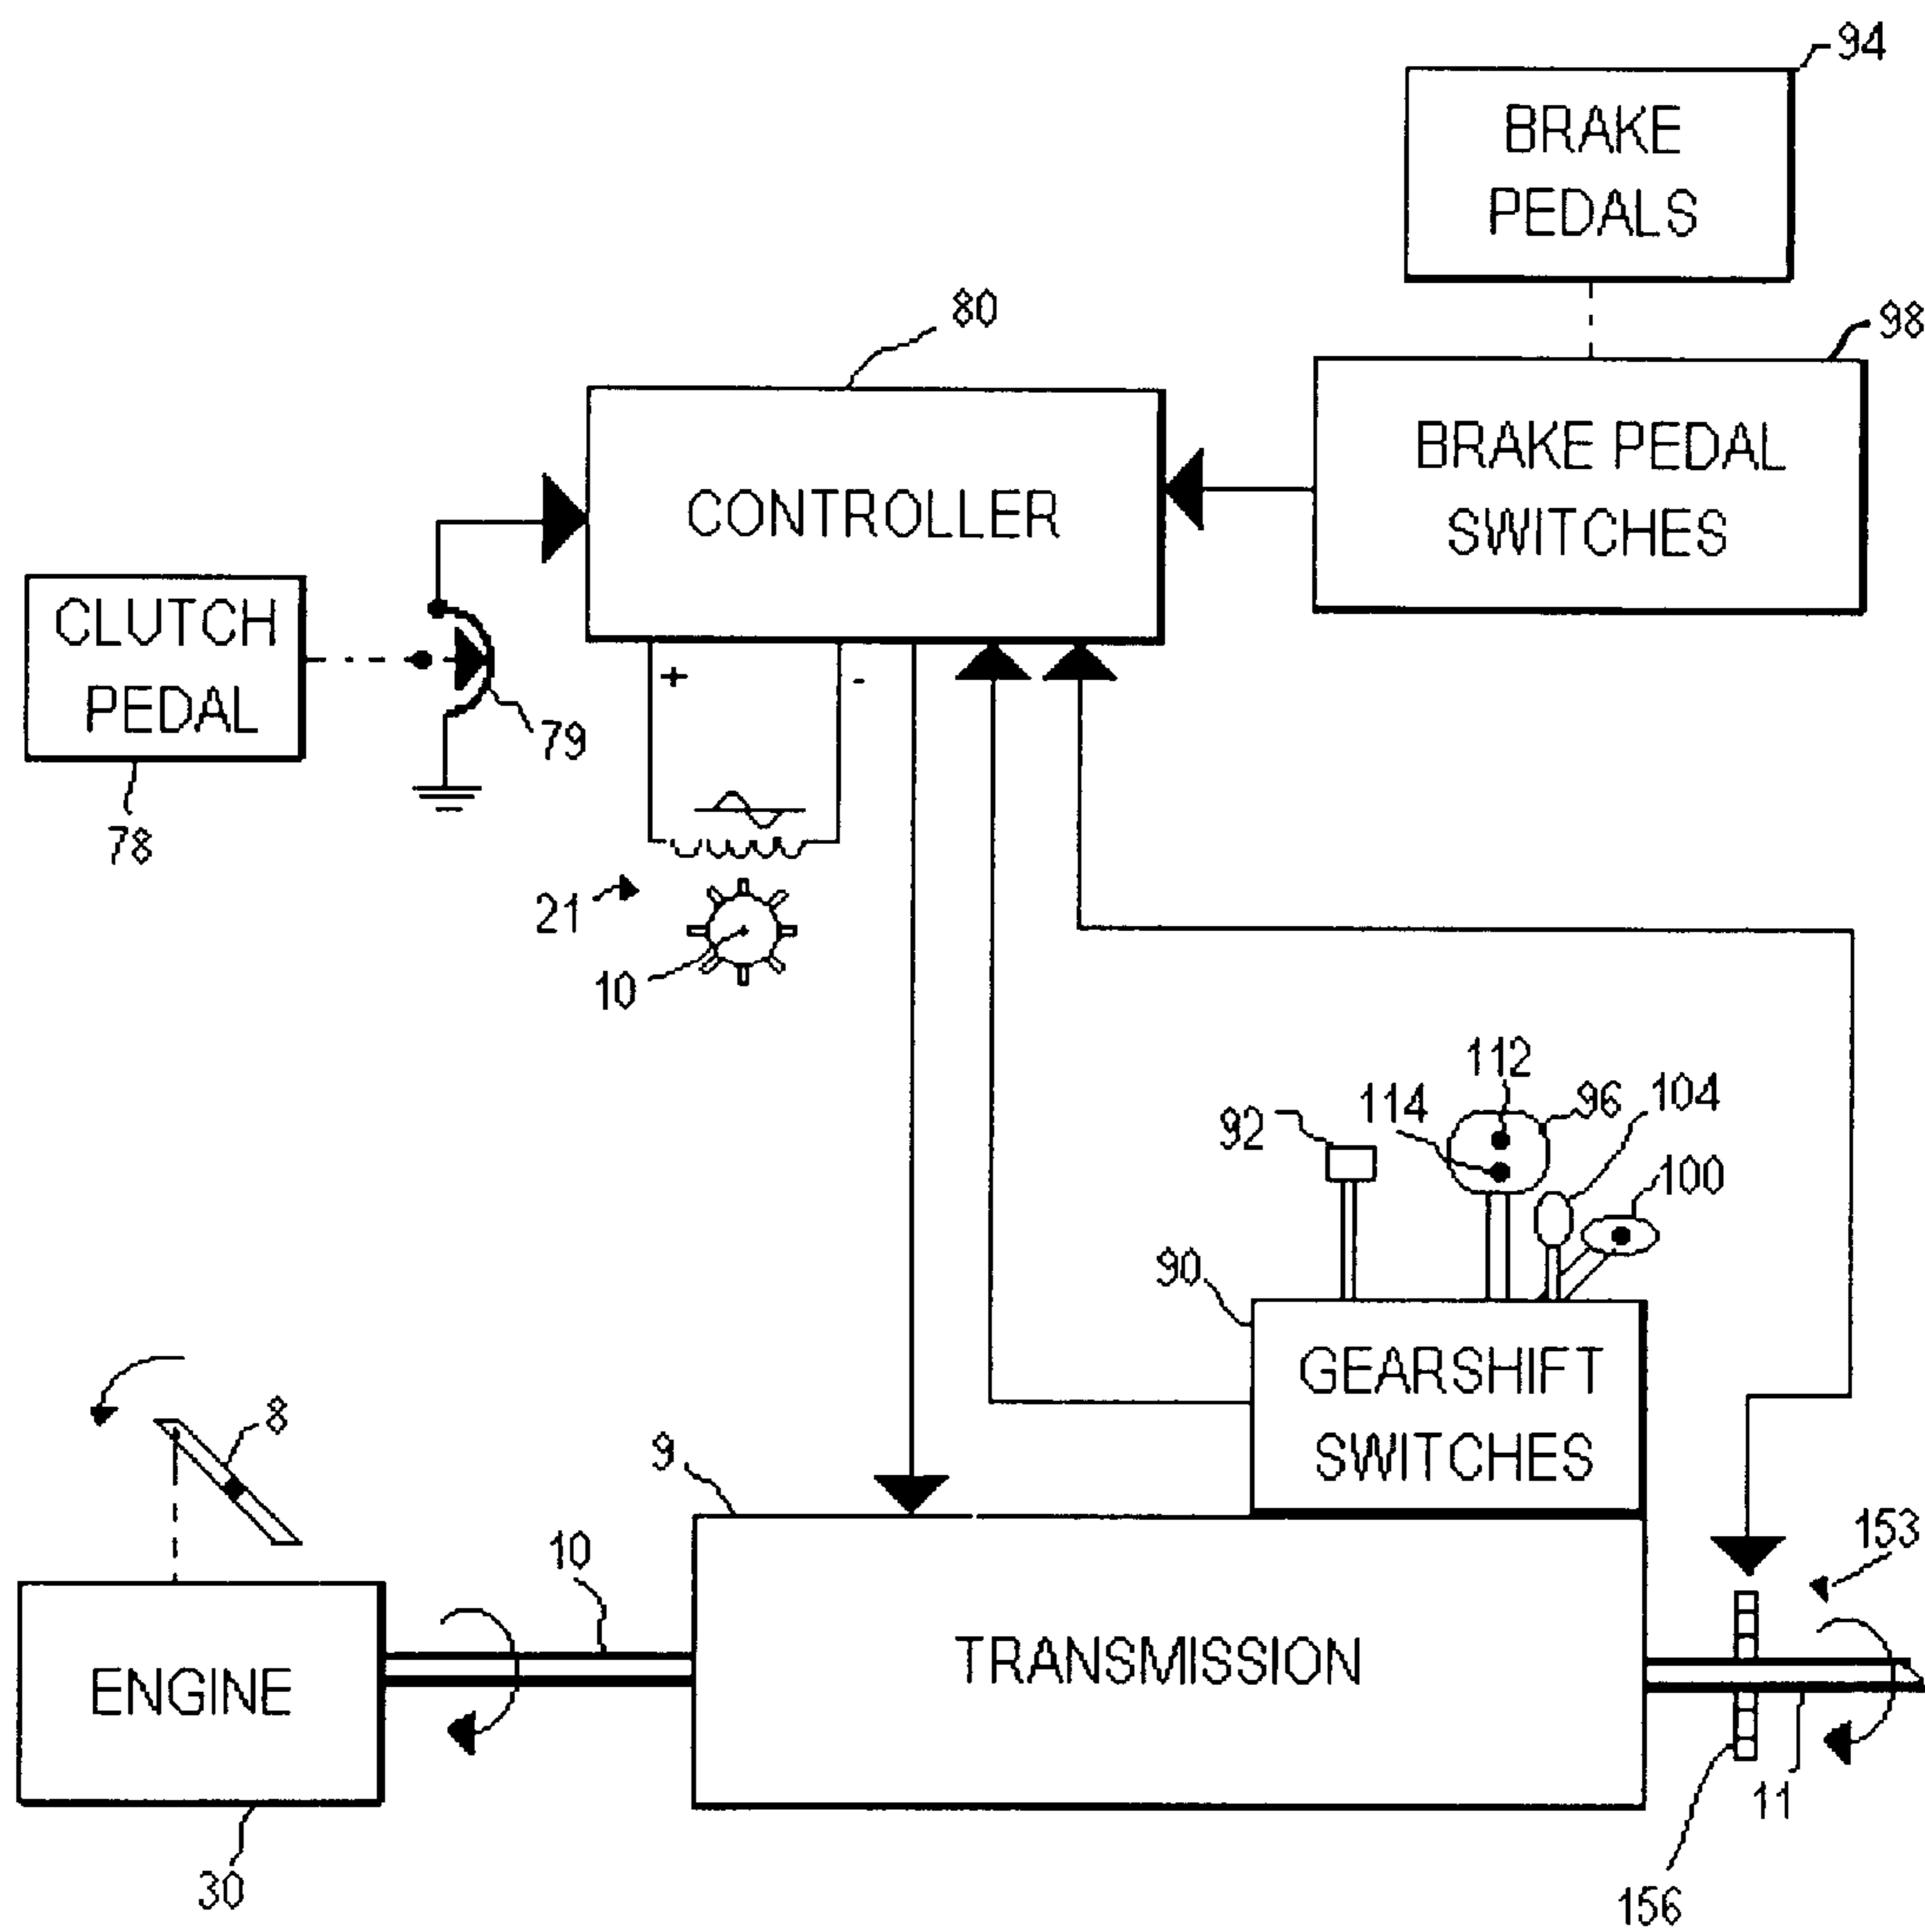 94
BRAKE
PEDALS
80
98
CONTROLLER
BRAKE PEDAL
SWITCHES
CLUTCH
PEDAL
+
-
79
78
21
10
112
114
96
104
92
100
90
GEARSHIFT
SWITCHES
8
9
10
153
ENGINE
TRANSMISSION
11
30
156